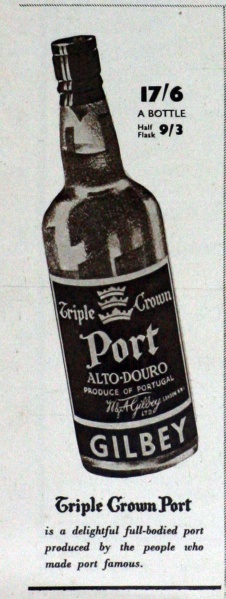 17/6
A BOTTLE
Half Flask 9/3
Triple Crown
Port
ALTO-DOURO
PRODUCE OF PORTUGAL
W&A Gilbey LTD.
GILBEY
Triple Crown Port
is a delightful full-bodied port
produced by the people who
made port famous.